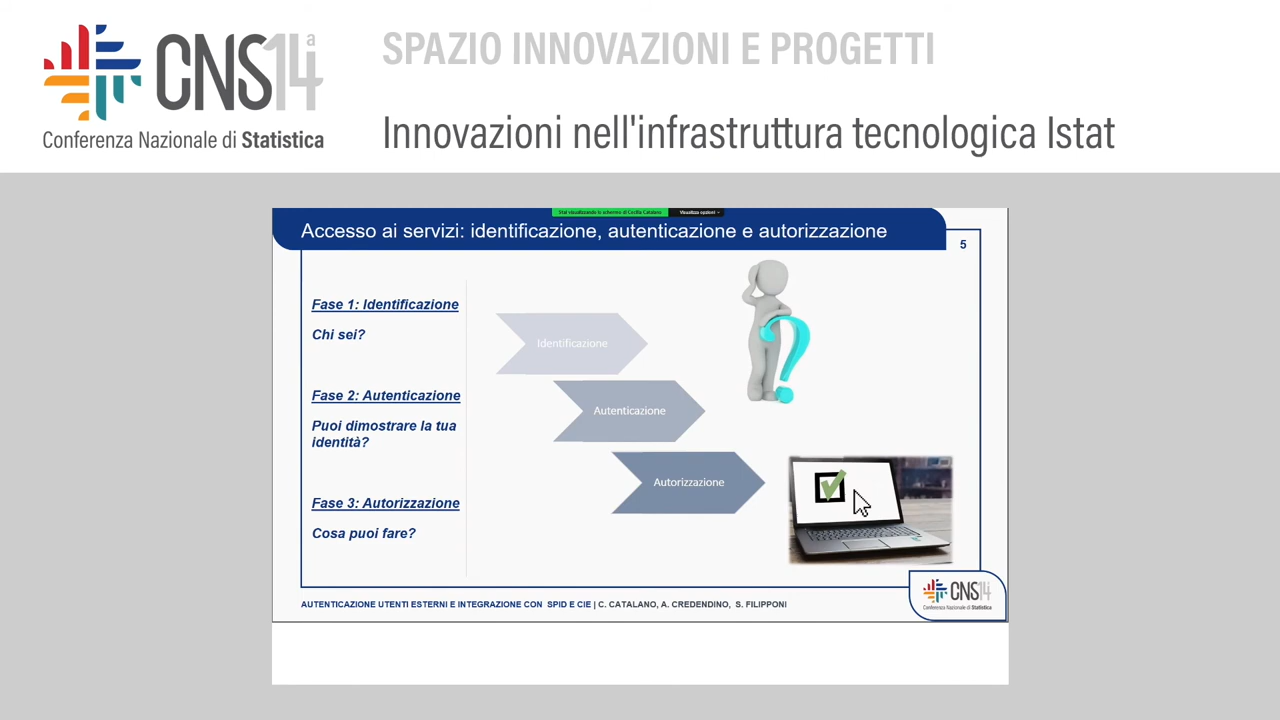 CNS14a
Conferenza Nazionale di Statistica
SPAZIO INNOVAZIONI E PROGETTI
Innovazioni nell'infrastruttura tecnologica Istat
Stai visualizzando lo schermo di Cecilia Catalano
Visualizza opzioni
Accesso ai servizi: identificazione, autenticazione e autorizzazione
5
Fase 1: Identificazione
Chi sei?
Fase 2: Autenticazione
Puoi dimostrare la tua
identità?
Fase 3: Autorizzazione
Cosa puoi fare?
Identificazione
Autenticazione
Autorizzazione
AUTENTICAZIONE UTENTI ESTERNI E INTEGRAZIONE CON SPID E CIE | C. CATALANO, A. CREDENDINO, S. FILIPPONI
CNS14
Conferenza Nazionale di Statistica